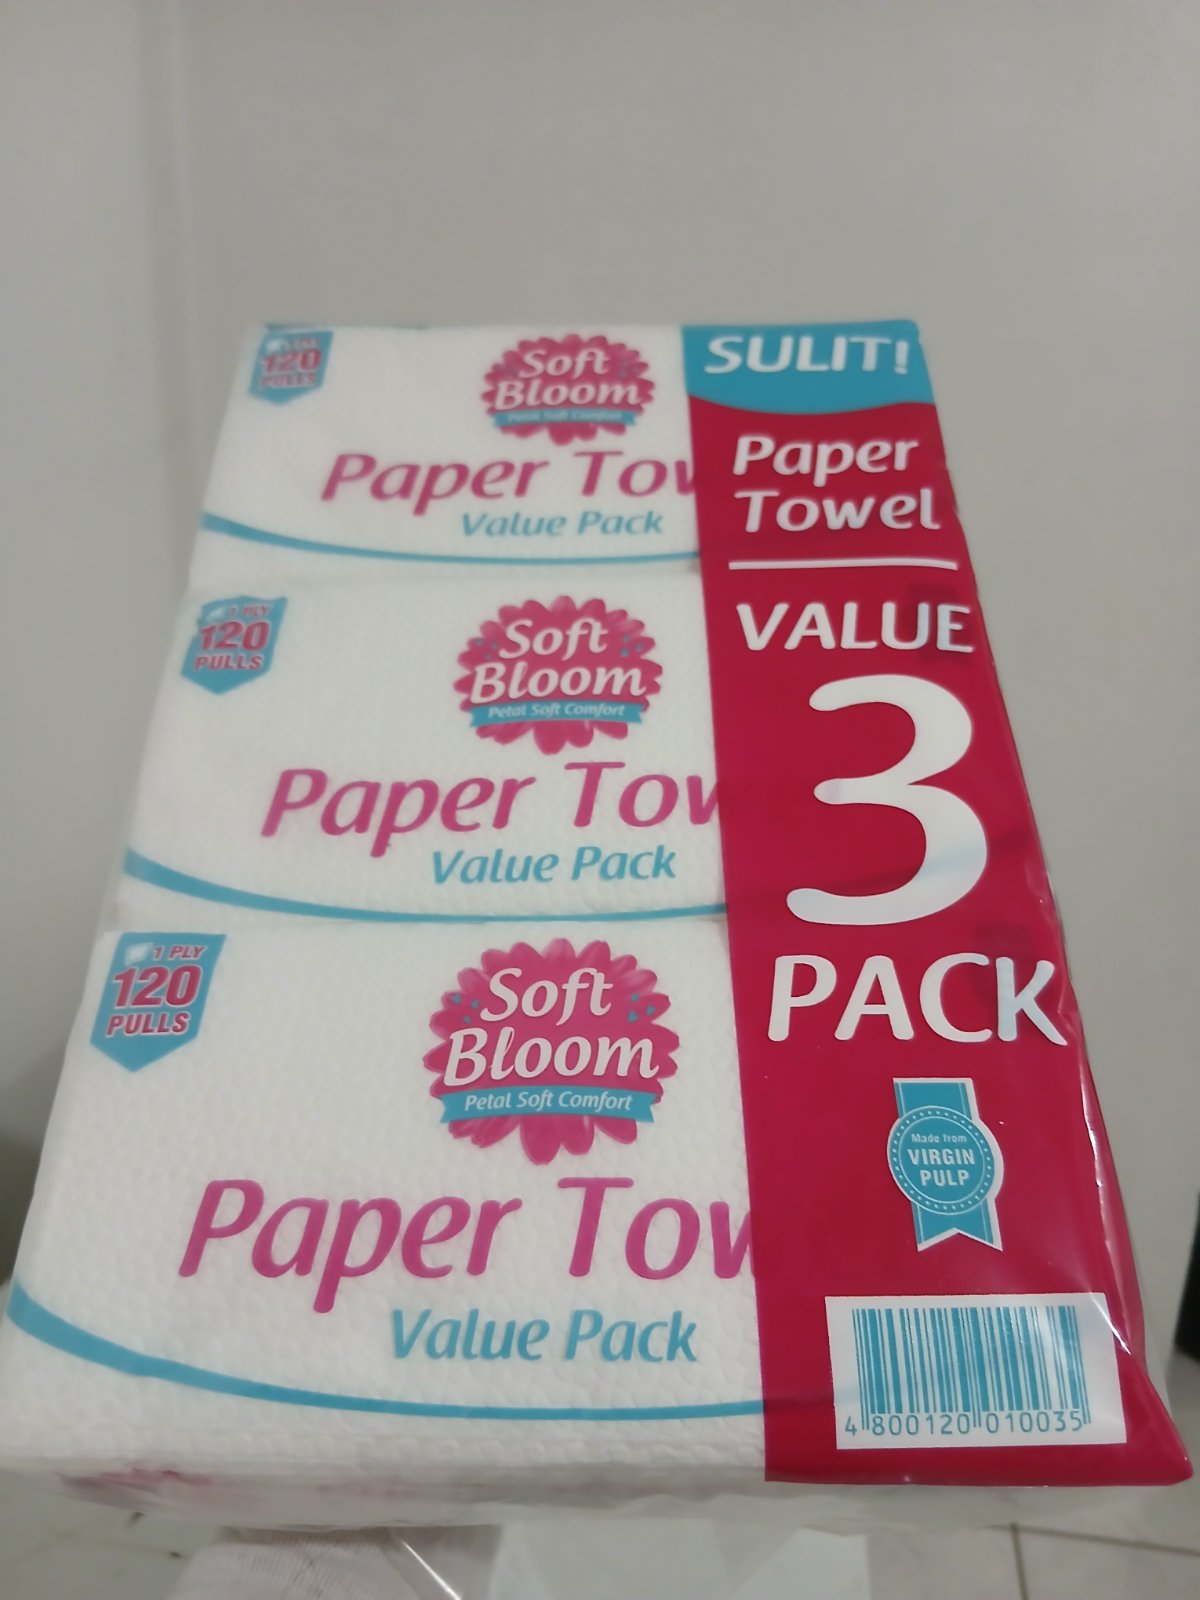 120
PULLS
Soft
Bloom
Petal Soft Comfort
Paper Tow
Value Pack
1 PLY
120
PULLS
Soft
Bloom
Petal Soft Comfort
Paper Tow
Value Pack
1 PLY
120
PULLS
Soft
Bloom
Petal Soft Comfort
Paper Tow
Value Pack
SULIT!
Paper
Towel
VALUE
3
PACK
Made from
VIRGIN
PULP
4 800120 010035